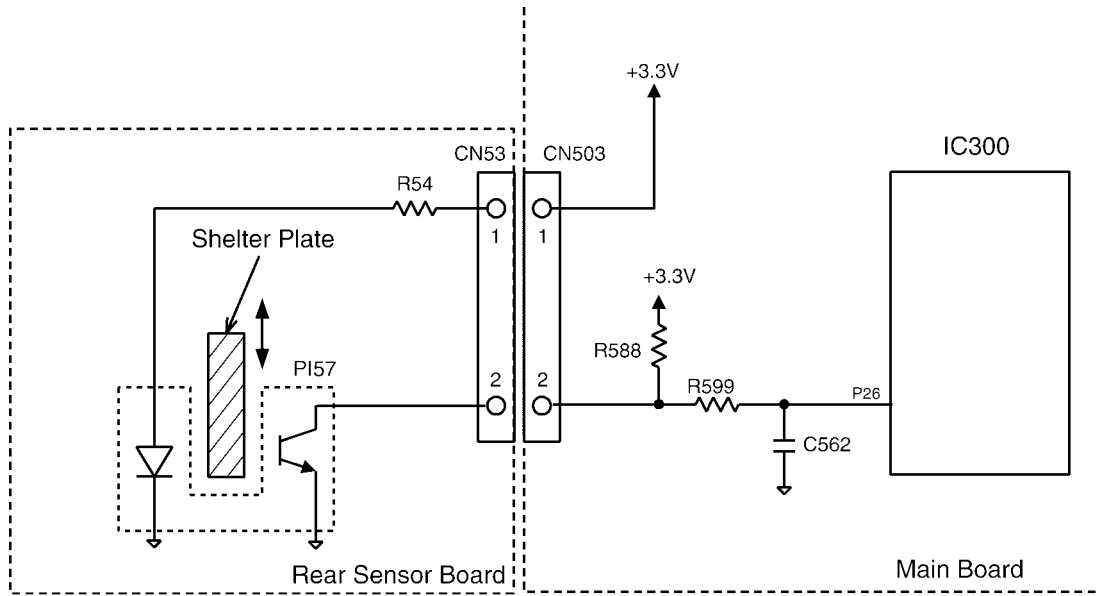 +3.3V
IC300
CN53
CN503
R54
1
1
Shelter Plate
+3.3V
R588
PI57
2
2
R599
P26
C562
Rear Sensor Board
Main Board